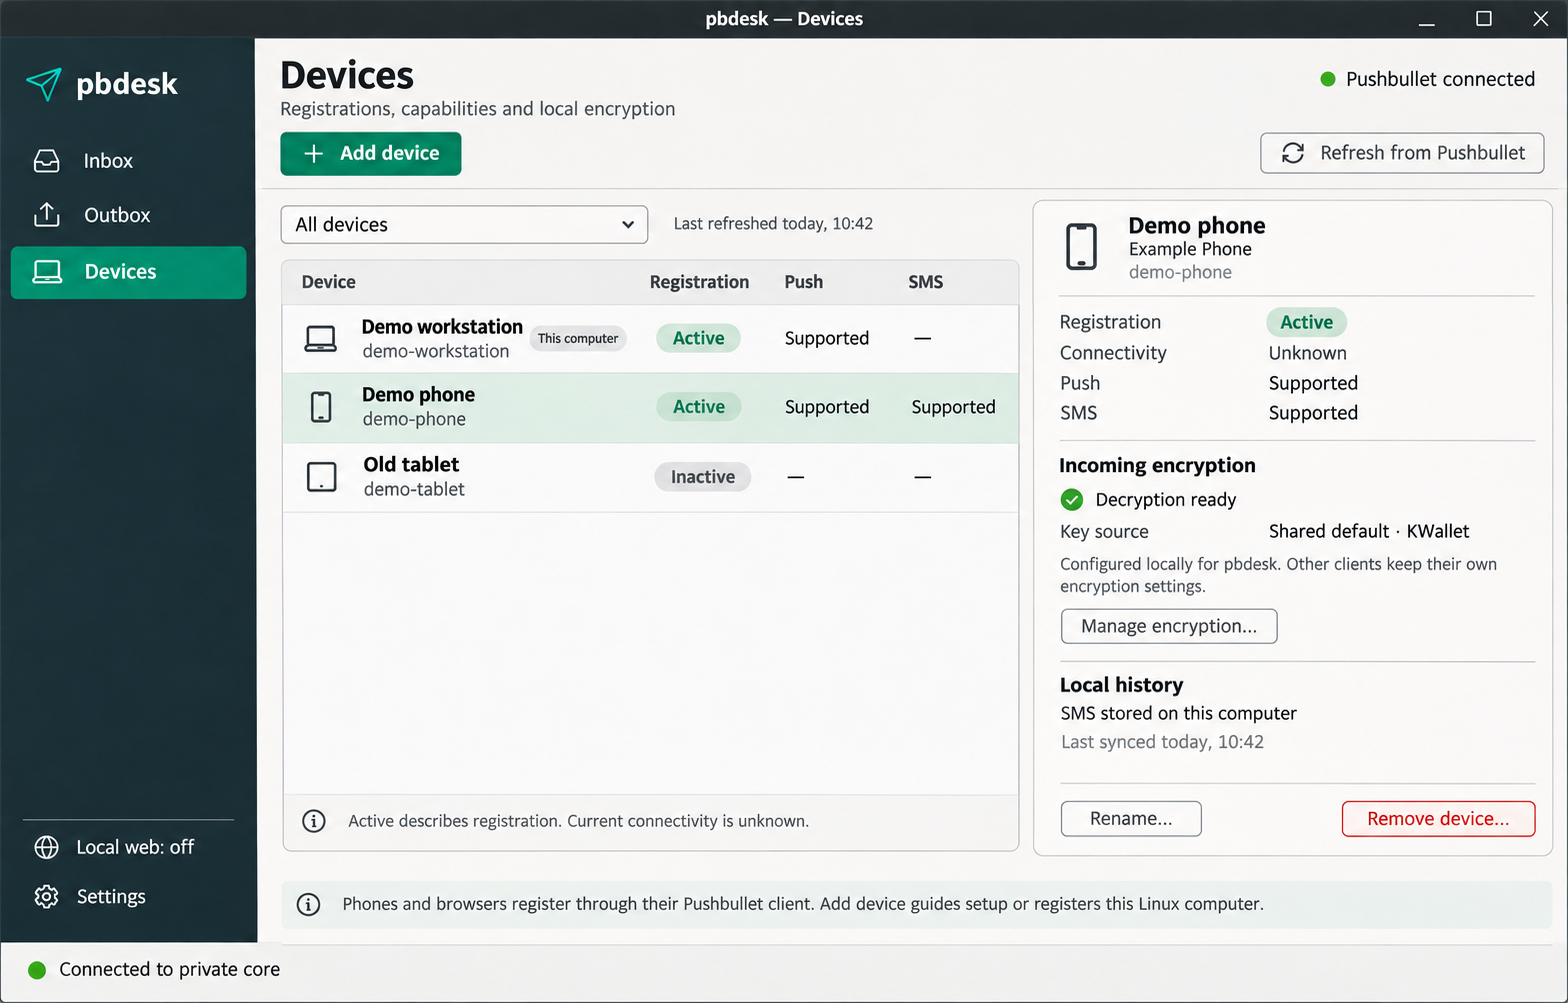 pbdesk — Devices
pbdesk
Inbox
Outbox
Devices
Local web: off
Settings
Devices
Registrations, capabilities and local encryption
Add device
Pushbullet connected
Refresh from Pushbullet
All devices
Last refreshed today, 10:42
Device Registration Push SMS
Demo workstation This computer Active Supported —
demo-workstation
Demo phone Active Supported Supported
demo-phone
Old tablet Inactive — —
demo-tablet
Active describes registration. Current connectivity is unknown.
Demo phone
Example Phone
demo-phone
Registration Active
Connectivity Unknown
Push Supported
SMS Supported
Incoming encryption
Decryption ready
Key source Shared default · KWallet
Configured locally for pbdesk. Other clients keep their own
encryption settings.
Manage encryption...
Local history
SMS stored on this computer
Last synced today, 10:42
Rename... Remove device...
Phones and browsers register through their Pushbullet client. Add device guides setup or registers this Linux computer.
Connected to private core